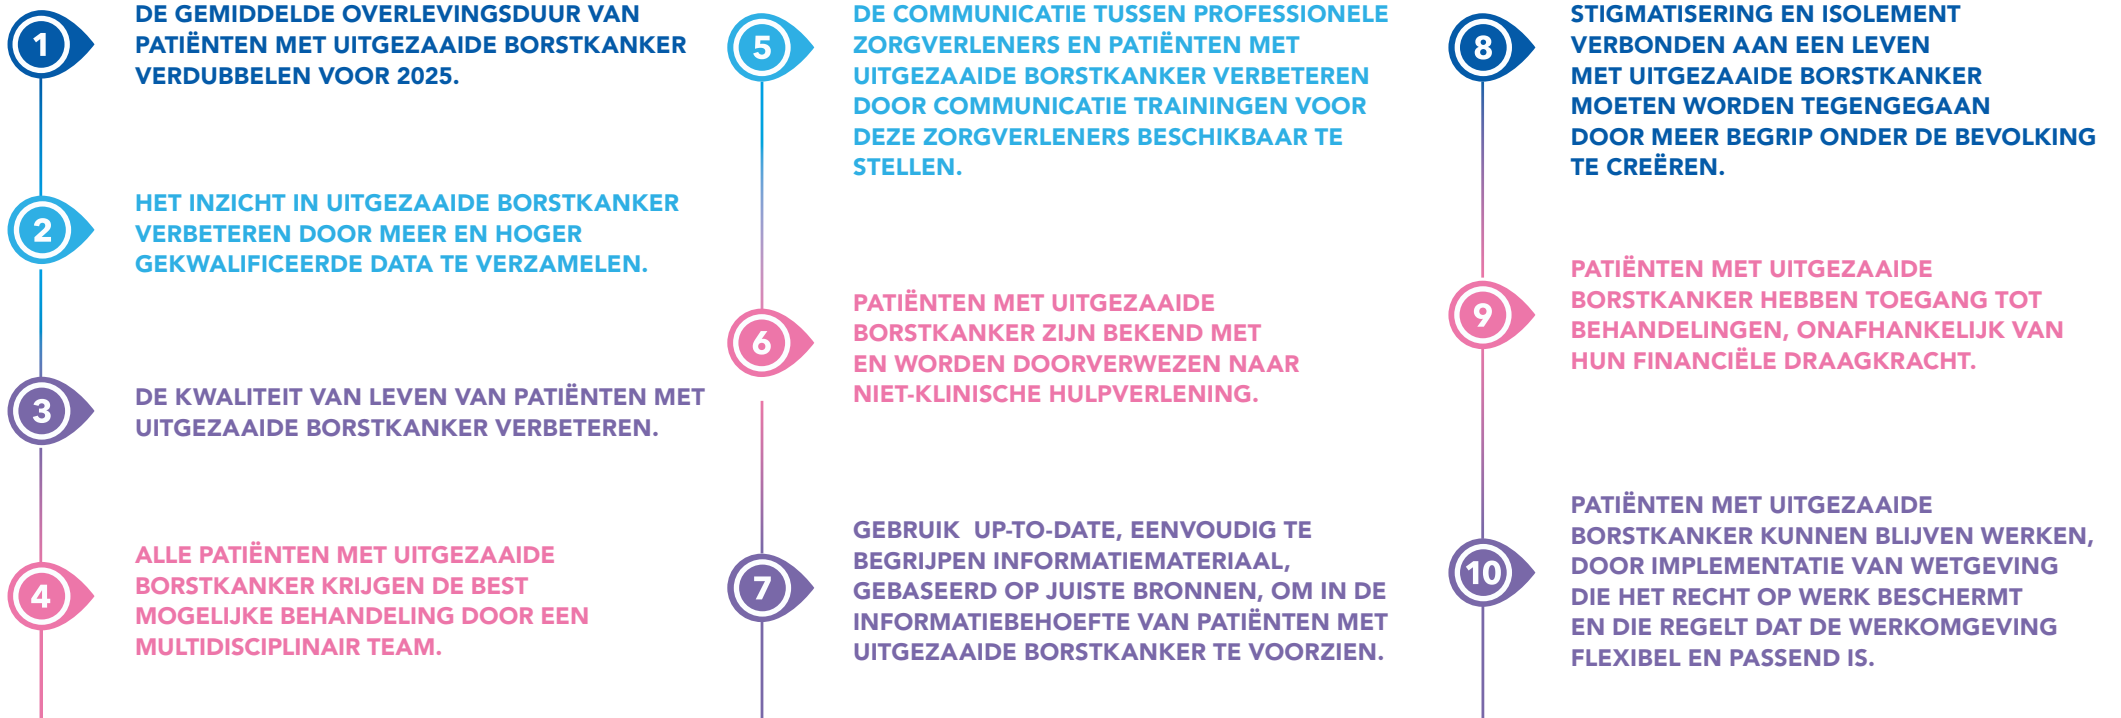 1
DE GEMIDDELDE OVERLEVINGSDUUR VAN
PATIËNTEN MET UITGEZAAIDE BORSTKANKER
VERDUBBELEN VOOR 2025.
2
HET INZICHT IN UITGEZAAIDE BORSTKANKER
VERBETEREN DOOR MEER EN HOGER
GEKWALIFICEERDE DATA TE VERZAMELEN.
3
DE KWALITEIT VAN LEVEN VAN PATIËNTEN MET
UITGEZAAIDE BORSTKANKER VERBETEREN.
4
ALLE PATIËNTEN MET UITGEZAAIDE
BORSTKANKER KRIJGEN DE BEST
MOGELIJKE BEHANDELING DOOR EEN
MULTIDISCIPLINAIR TEAM.
5
DE COMMUNICATIE TUSSEN PROFESSIONELE
ZORGVERLENERS EN PATIËNTEN MET
UITGEZAAIDE BORSTKANKER VERBETEREN
DOOR COMMUNICATIE TRAININGEN VOOR
DEZE ZORGVERLENERS BESCHIKBAAR TE
STELLEN.
6
PATIËNTEN MET UITGEZAAIDE
BORSTKANKER ZIJN BEKEND MET
EN WORDEN DOORVERWEZEN NAAR
NIET-KLINISCHE HULPVERLENING.
7
GEBRUIK  UP-TO-DATE, EENVOUDIG TE
BEGRIJPEN INFORMATIEMATERIAAL,
GEBASEERD OP JUISTE BRONNEN, OM IN DE
INFORMATIEBEHOEFTE VAN PATIËNTEN MET
UITGEZAAIDE BORSTKANKER TE VOORZIEN.
8
STIGMATISERING EN ISOLEMENT
VERBONDEN AAN EEN LEVEN
MET UITGEZAAIDE BORSTKANKER
MOETEN WORDEN TEGENGEGAAN
DOOR MEER BEGRIP ONDER DE BEVOLKING
TE CREËREN.
9
PATIËNTEN MET UITGEZAAIDE
BORSTKANKER HEBBEN TOEGANG TOT
BEHANDELINGEN, ONAFHANKELIJK VAN
HUN FINANCIËLE DRAAGKRACHT.
10
PATIËNTEN MET UITGEZAAIDE
BORSTKANKER KUNNEN BLIJVEN WERKEN,
DOOR IMPLEMENTATIE VAN WETGEVING
DIE HET RECHT OP WERK BESCHERMT
EN DIE REGELT DAT DE WERKOMGEVING
FLEXIBEL EN PASSEND IS.